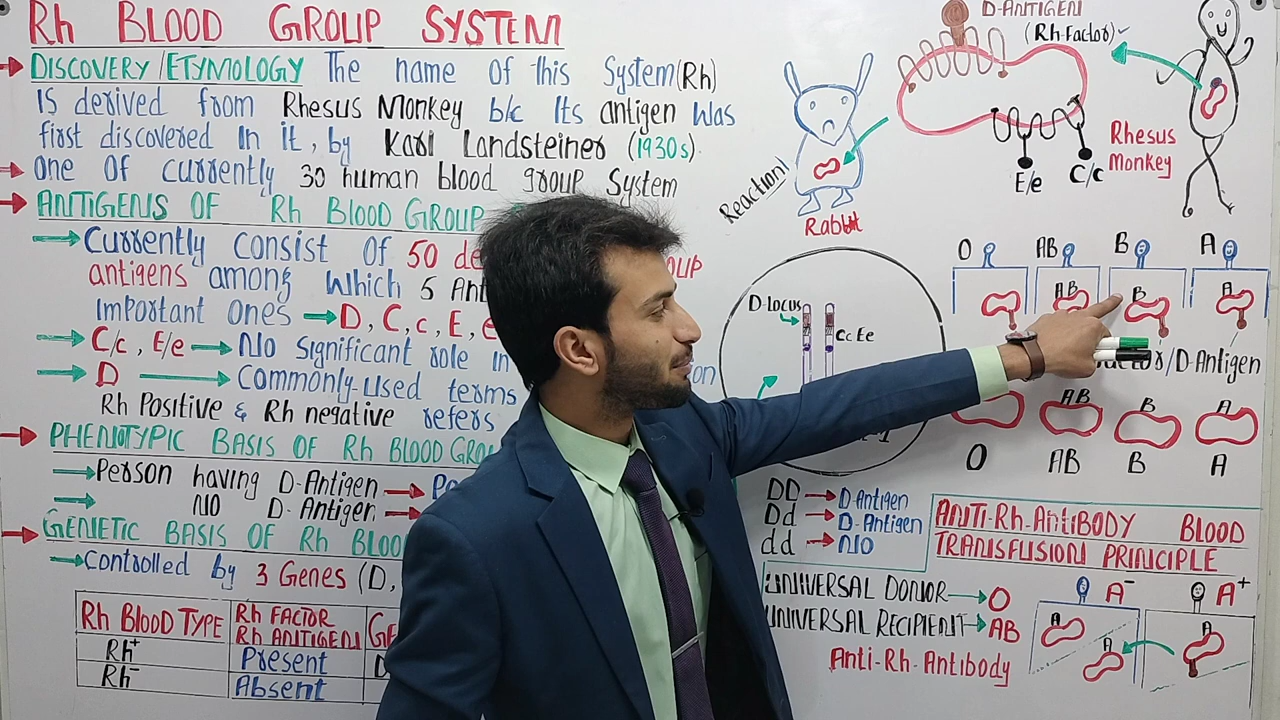 Rh BLOOD GROUP SYSTEM
DISCOVERY/ETYMOLOGY The name of this System (Rh)
is derived from Rhesus Monkey b/c Its antigen was
first discovered in it, by Karl Landsteiner (1930s).
One of currently 30 human blood group System
ANTIGENS OF Rh BLOOD GROUP
Currently consist of 50 de
antigens among which 5 Ant
important ones → D, C, c, E, e
C/c, E/e → No significant role in
D → Commonly-used terms
Rh Positive & Rh negative refers
PHENOTYPIC BASIS OF Rh BLOOD GRO
Person having D-Antigen → Po
NO D-Antigen →
GENETIC BASIS OF Rh BLOO
Controlled by 3 Genes (D,
Rh BLOOD TYPE
Rh FACTOR
Rh ANTIGEN
GE
Rh+
Present
D
Rh-
Absent
Reaction!
Rabbit
D-ANTIGEN
(Rh-Factor)
E/e
C/c
Rhesus
Monkey
D-Locus
Cc Ee
O AB B A
AB B A
/D-Antigen
AB B A
O AB B A
DD → D-Antigen
Dd → D-Antigen
dd → NO
ANTI-Rh-ANTIBODY BLOOD
TRANSFUSION PRINCIPLE
UNIVERSAL DONOR → O
UNIVERSAL RECIPIENT → AB
Anti-Rh-Antibody
A- A+
A A A